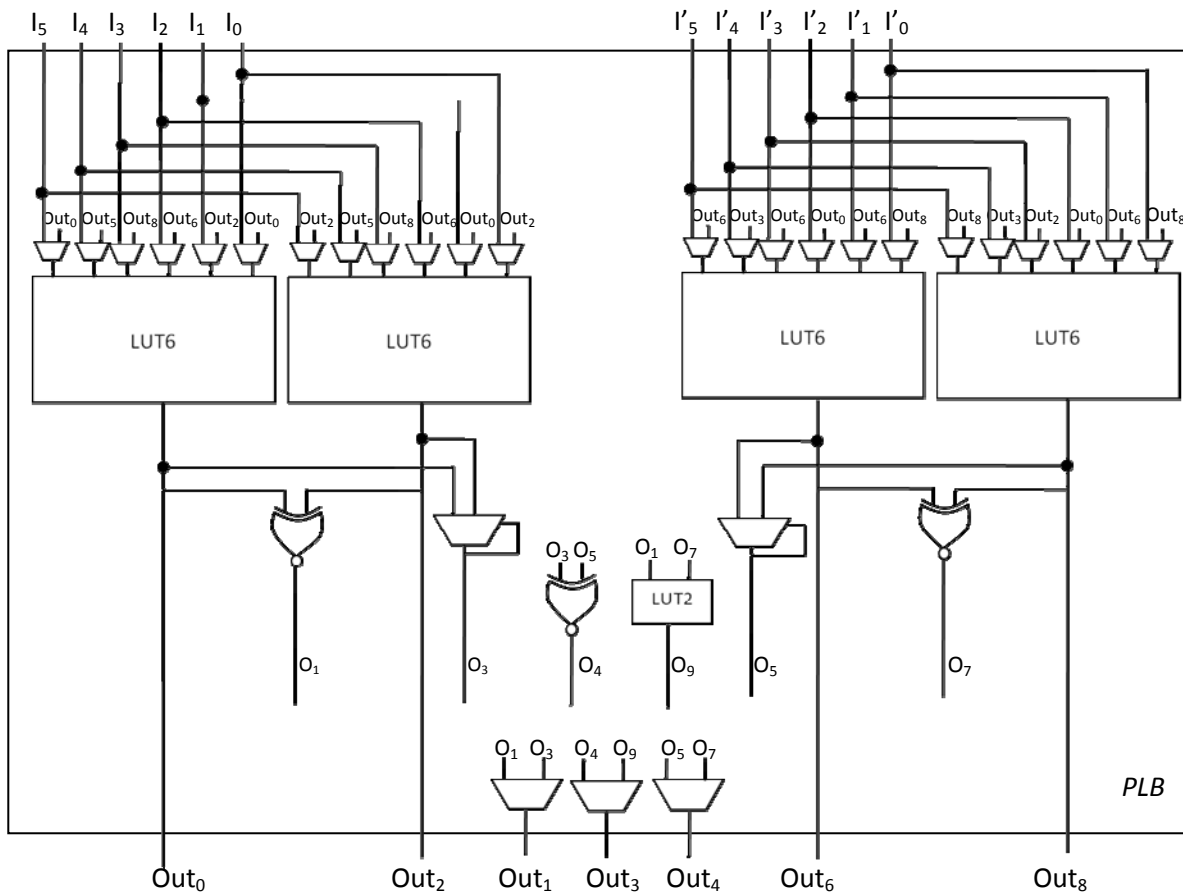 I₅ I₄ I₃ I₂ I₁ I₀ I'₅ I'₄ I'₃ I'₂ I'₁ I'₀
Out₀ Out₅ Out₈ Out₆ Out₂ Out₀ Out₂ Out₅ Out₈ Out₆ Out₀ Out₂ Out₆ Out₃ Out₆ Out₀ Out₆ Out₈ Out₈ Out₃ Out₂ Out₀ Out₆ Out₈
LUT6 LUT6 LUT6 LUT6
O₃ O₅ O₁ O₇
LUT2
O₁ O₃ O₄ O₉ O₅ O₇
O₁ O₃ O₄ O₉ O₅ O₇
PLB
Out₀ Out₂ Out₁ Out₃ Out₄ Out₆ Out₈